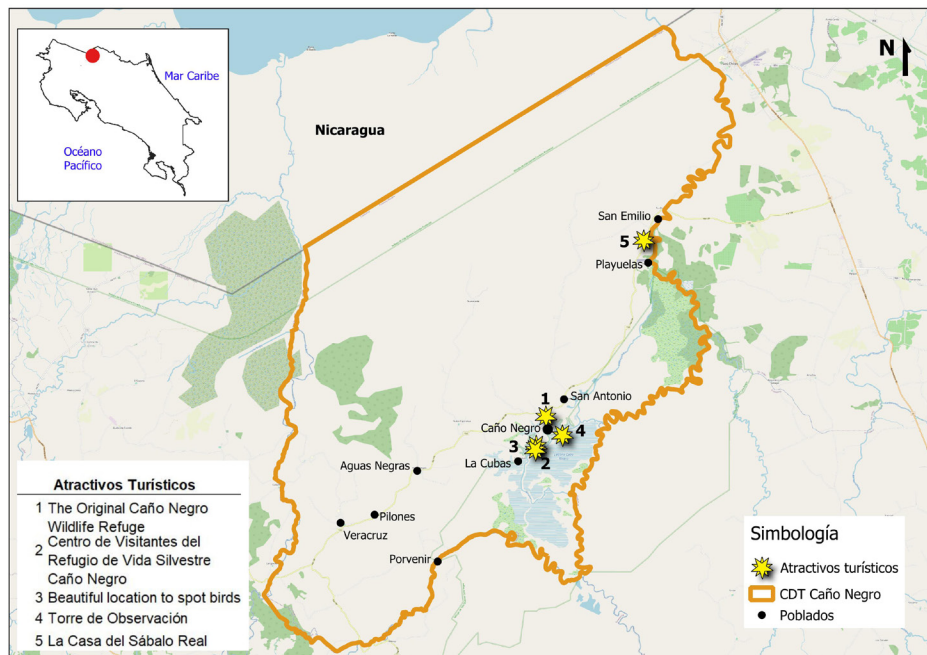 Mar Caribe
Océano
Pacífico
N
Nicaragua
San Emilio
5
Playuelas
1
San Antonio
Caño Negro
4
3
2
La Cubas
Aguas Negras
Pilones
Veracruz
Porvenir
Atractivos Turísticos
1 The Original Caño Negro
Wildlife Refuge
2 Centro de Visitantes del
Refugio de Vida Silvestre
Caño Negro
3 Beautiful location to spot birds
4 Torre de Observación
5 La Casa del Sábalo Real
Simbología
Atractivos turísticos
CDT Caño Negro
Poblados